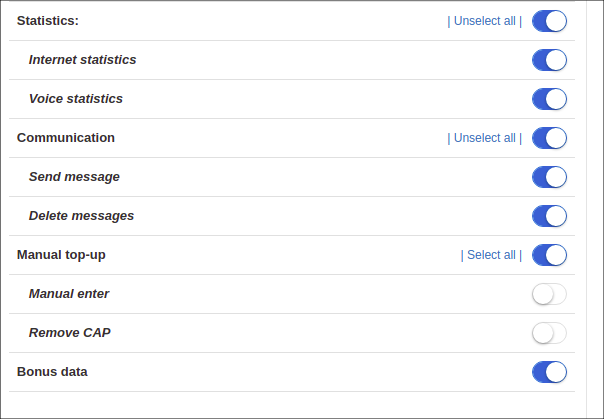 Statistics: | Unselect all |
Internet statistics
Voice statistics
Communication | Unselect all |
Send message
Delete messages
Manual top-up | Select all |
Manual enter
Remove CAP
Bonus data